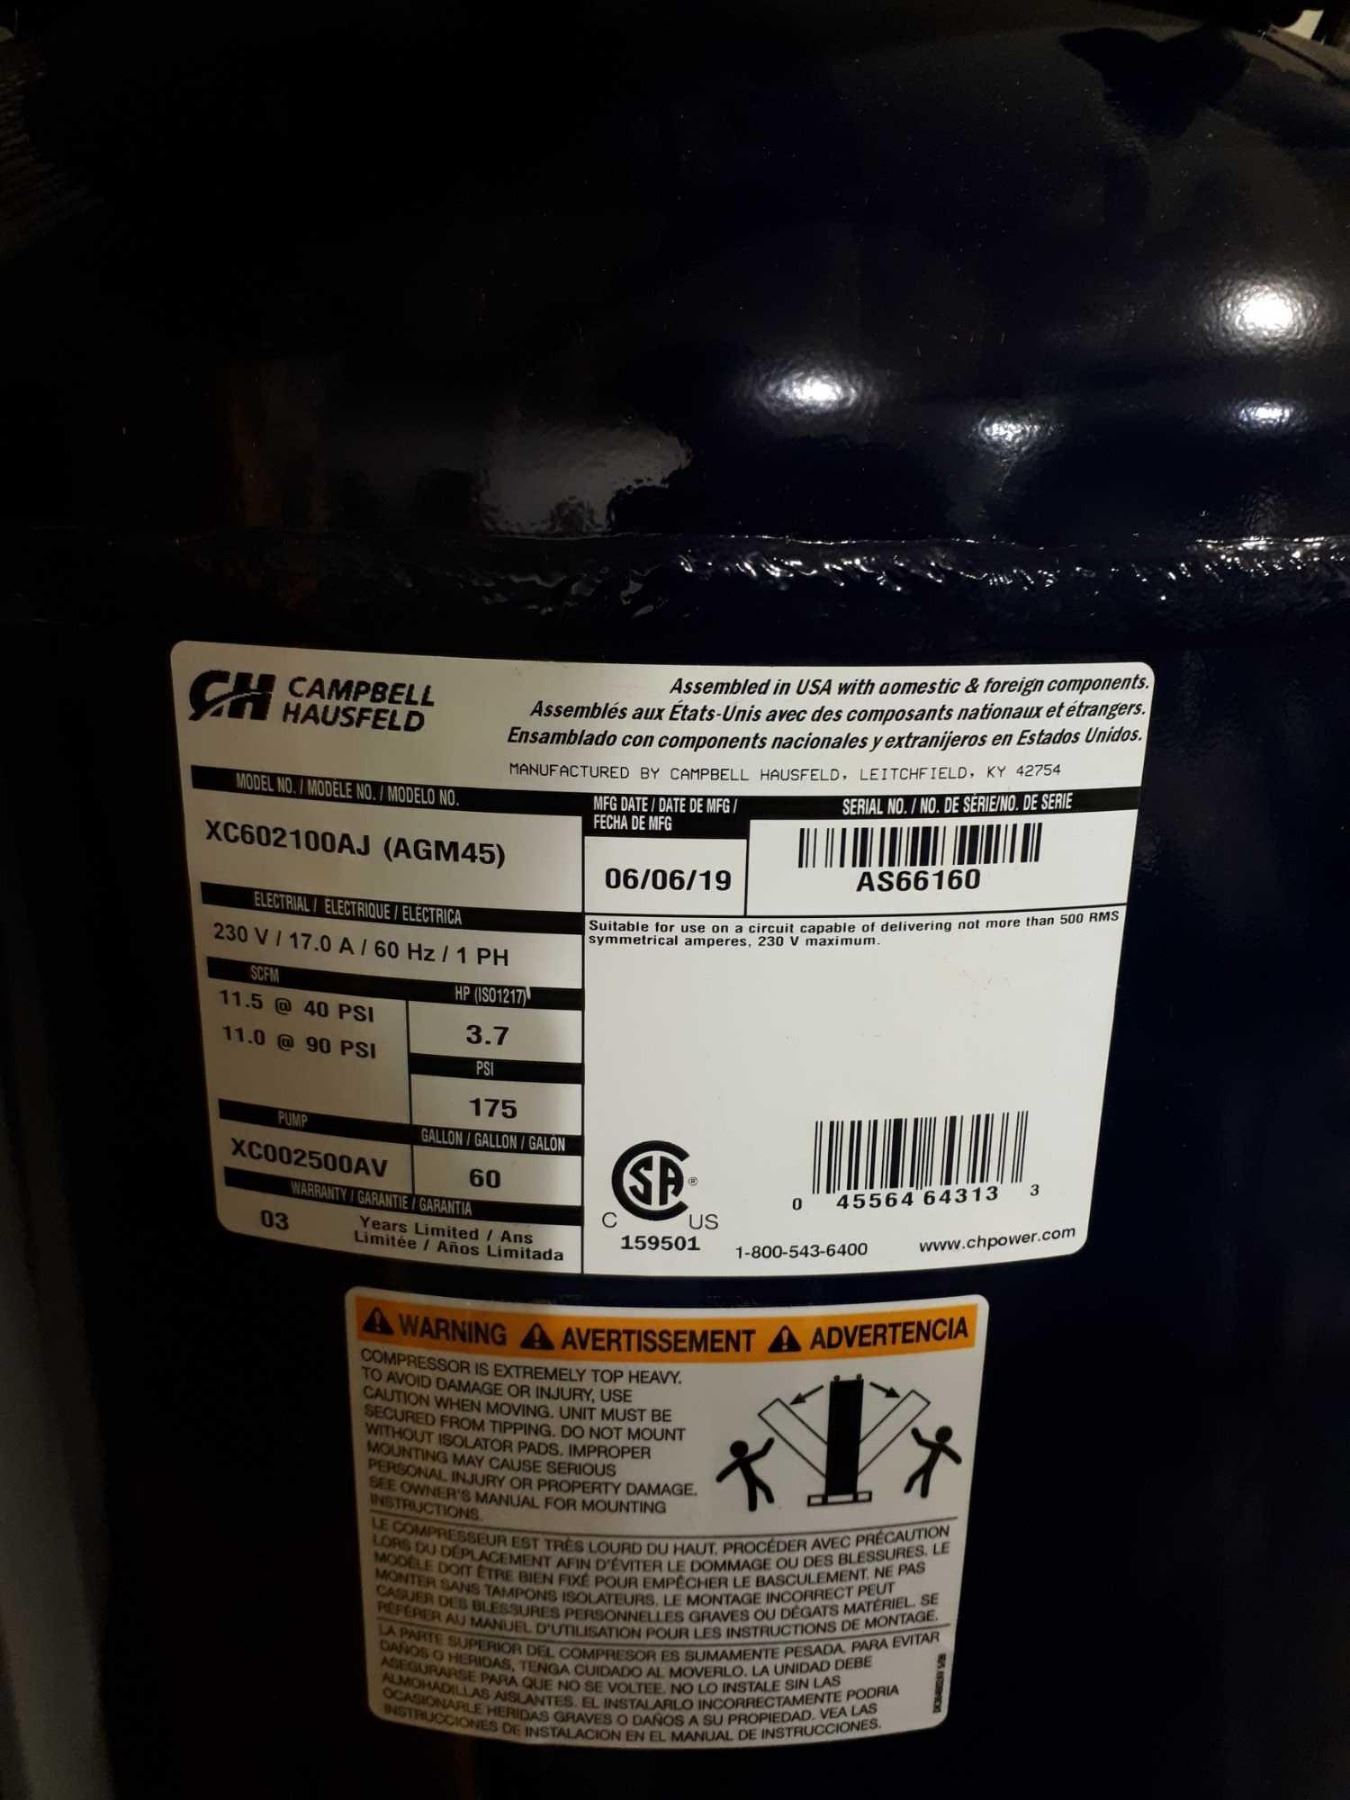 CH CAMPBELL
HAUSFELD
Assembled in USA with aomestic & foreign components.
Assemblés aux États-Unis avec des composants nationaux et étrangers.
Ensamblado con components nacionales y extranijeros en Estados Unidos.
MANUFACTURED BY CAMPBELL HAUSFELD, LEITCHFIELD, KY 42754
MODEL NO. / MODÈLE NO. / MODELO NO.
XC602100AJ (AGM45)
MFG DATE / DATE DE MFG /
FECHA DE MFG
06/06/19
SERIAL NO. / NO. DE SÉRIE/NO. DE SERIE
AS66160
ELECTRIAL / ELECTRIQUE / ELÉCTRICA
230 V / 17.0 A / 60 Hz / 1 PH
Suitable for use on a circuit capable of delivering not more than 500 RMS
symmetrical amperes, 230 V maximum.
SCFM
11.5 @ 40 PSI
11.0 @ 90 PSI
HP (ISO1217)
3.7
PSI
175
PUMP
XC002500AV
GALLON / GALLON / GALÓN
60
WARRANTY / GARANTIE / GARANTIA
03 Years Limited / Ans
Limitée / Años Limitada
SA ®
C US
159501
0 45564 64313 3
1-800-543-6400 www.chpower.com
WARNING AVERTISSEMENT ADVERTENCIA
COMPRESSOR IS EXTREMELY TOP HEAVY.
TO AVOID DAMAGE OR INJURY, USE
CAUTION WHEN MOVING. UNIT MUST BE
SECURED FROM TIPPING. DO NOT MOUNT
WITHOUT ISOLATOR PADS. IMPROPER
MOUNTING MAY CAUSE SERIOUS
PERSONAL INJURY OR PROPERTY DAMAGE.
SEE OWNER'S MANUAL FOR MOUNTING
INSTRUCTIONS.
LE COMPRESSEUR EST TRÈS LOURD DU HAUT. PROCÉDER AVEC PRÉCAUTION
LORS DU DÉPLACEMENT AFIN D'ÉVITER LE DOMMAGE OU DES BLESSURES. LE
MODÈLE DOIT ÊTRE BIEN FIXÉ POUR EMPÊCHER LE BASCULEMENT. NE PAS
MONTER SANS TAMPONS ISOLATEURS. LE MONTAGE INCORRECT PEUT
CASUER DES BLESSURES PERSONNELLES GRAVES OU DÉGATS MATÉRIEL. SE
RÉFÉRER AU MANUEL D'UTILISATION POUR LES INSTRUCTIONS DE MONTAGE.
LA PARTE SUPERIOR DEL COMPRESOR ES SUMAMENTE PESADA. PARA EVITAR
DAÑOS O HERIDAS, TENGA CUIDADO AL MOVERLO. LA UNIDAD DEBE
ASEGURARSE PARA QUE NO SE VOLTEE. NO LO INSTALE SIN LAS
ALMOHADILLAS AISLANTES. EL INSTALARLO INCORRECTAMENTE PODRIA
OCASIONARLE HERIDAS GRAVES O DAÑOS A SU PROPIEDAD. VEA LAS
INSTRUCCIONES DE INSTALACION EN EL MANUAL DE INSTRUCCIONES.